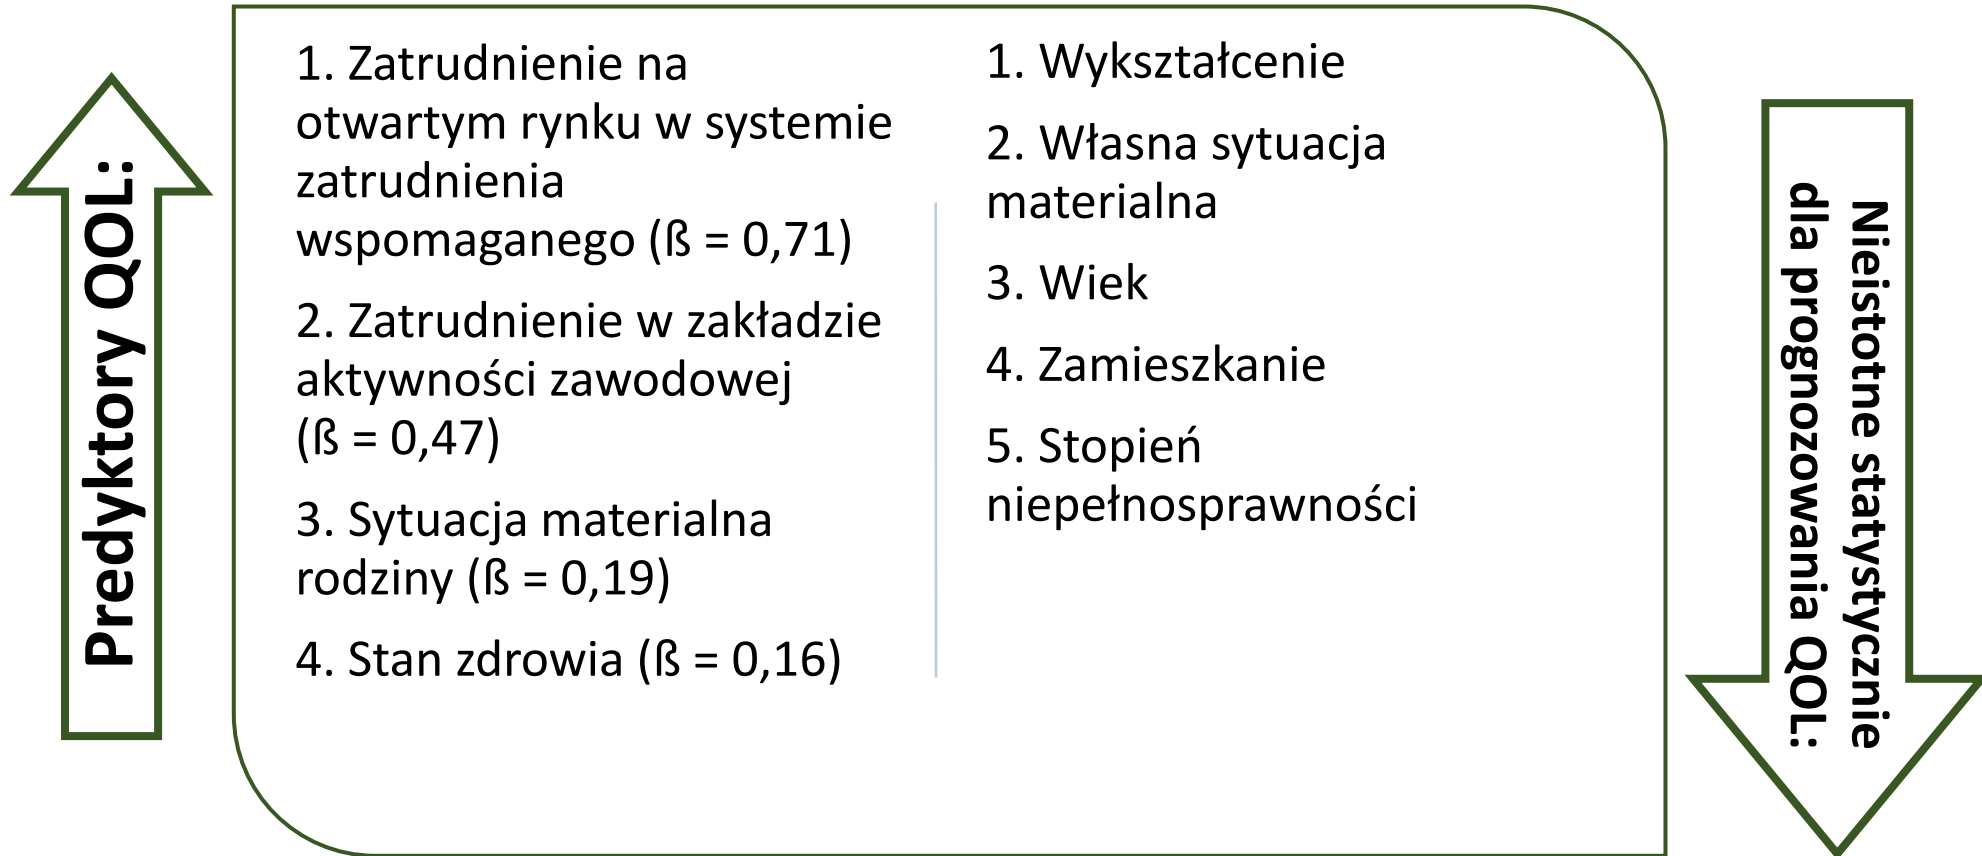 Predyktory QOL:
1. Zatrudnienie na
otwartym rynku w systemie
zatrudnienia
wspomaganego (ß = 0,71)
2. Zatrudnienie w zakładzie
aktywności zawodowej
(ß = 0,47)
3. Sytuacja materialna
rodziny (ß = 0,19)
4. Stan zdrowia (ß = 0,16)
1. Wykształcenie
2. Własna sytuacja
materialna
3. Wiek
4. Zamieszkanie
5. Stopień
niepełnosprawności
Nieistotne statystycznie
dla prognozowania QOL: